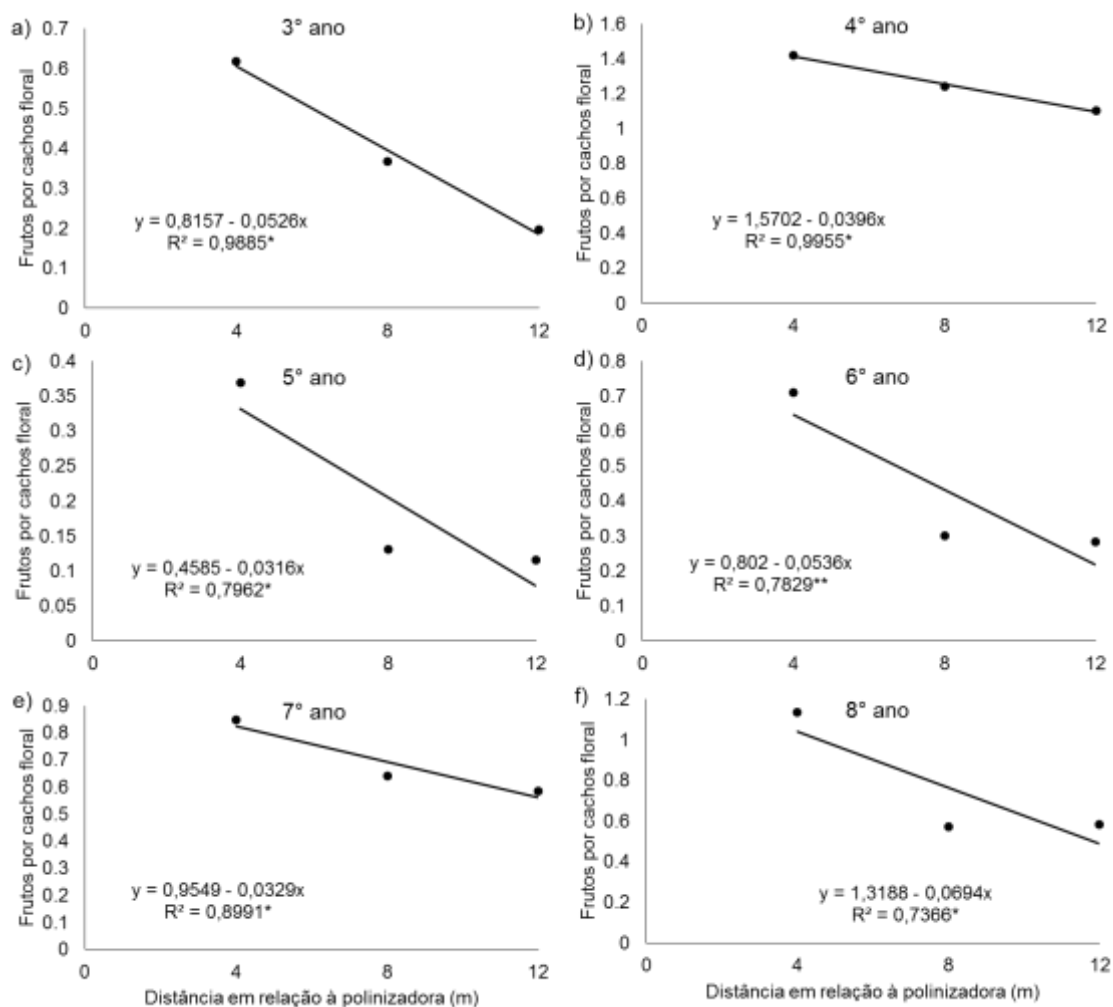 a)
3° ano
Frutos por cachos floral
0.7
0.6
0.5
0.4
0.3
0.2
0.1
0
y = 0,8157 - 0,0526x
R² = 0,9885*
0
4
8
12
b)
4° ano
Frutos por cachos floral
1.6
1.4
1.2
1
0.8
0.6
0.4
0.2
0
y = 1,5702 - 0,0396x
R² = 0,9955*
0
4
8
12
c)
5° ano
Frutos por cachos floral
0.4
0.35
0.3
0.25
0.2
0.15
0.1
0.05
0
y = 0,4585 - 0,0316x
R² = 0,7962*
0
4
8
12
d)
6° ano
Frutos por cachos floral
0.8
0.7
0.6
0.5
0.4
0.3
0.2
0.1
0
y = 0,802 - 0,0536x
R² = 0,7829**
0
4
8
12
e)
7° ano
Frutos por cachos floral
0.9
0.8
0.7
0.6
0.5
0.4
0.3
0.2
0.1
0
y = 0,9549 - 0,0329x
R² = 0,8991*
0
4
8
12
Distância em relação à polinizadora (m)
f)
8° ano
Frutos por cachos floral
1.2
1
0.8
0.6
0.4
0.2
0
y = 1,3188 - 0,0694x
R² = 0,7366*
0
4
8
12
Distância em relação à polinizadora (m)